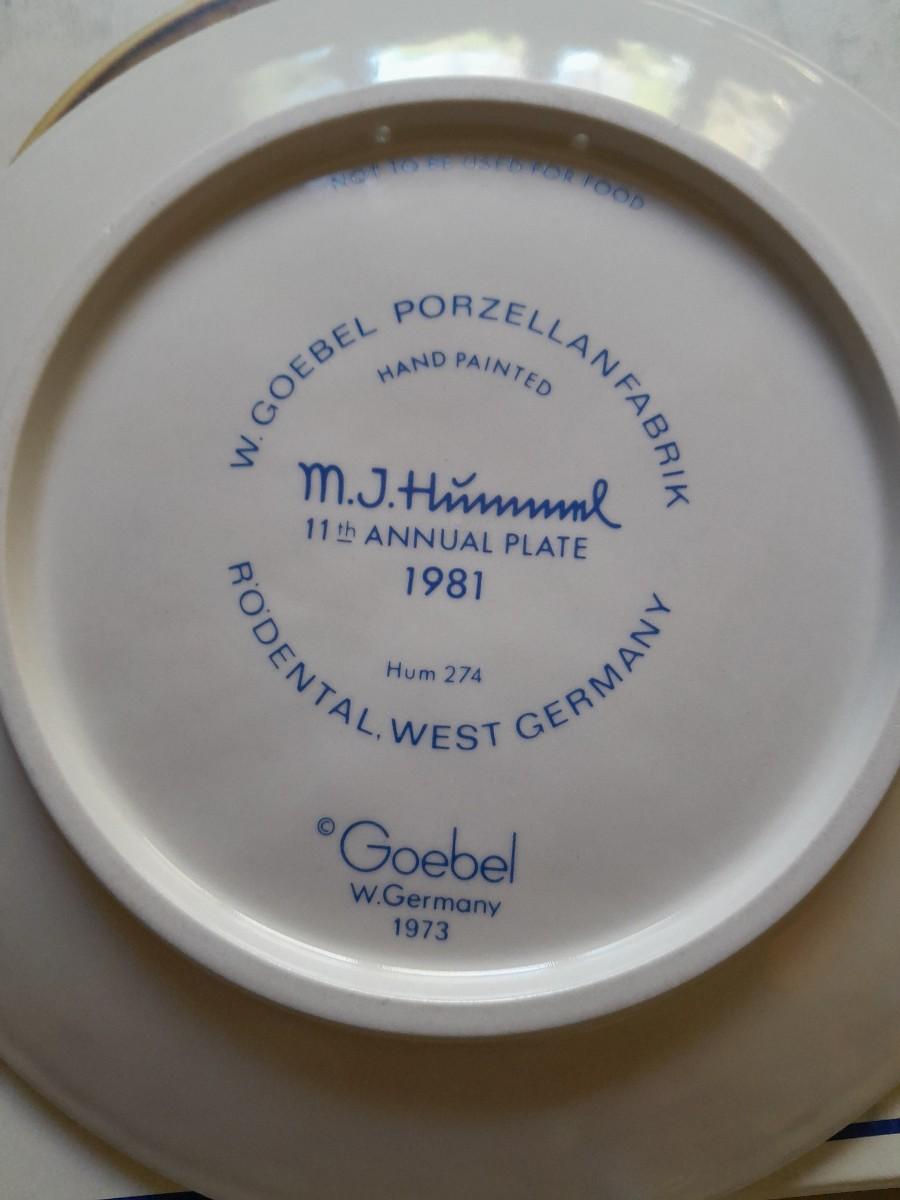 NOT TO BE USED FOR FOOD
W. GOEBEL PORZELLANFABRIK
HAND PAINTED
M.J.Hummel
11th ANNUAL PLATE
1981
Hum 274
RÖDENTAL, WEST GERMANY
© Goebel
W.Germany
1973